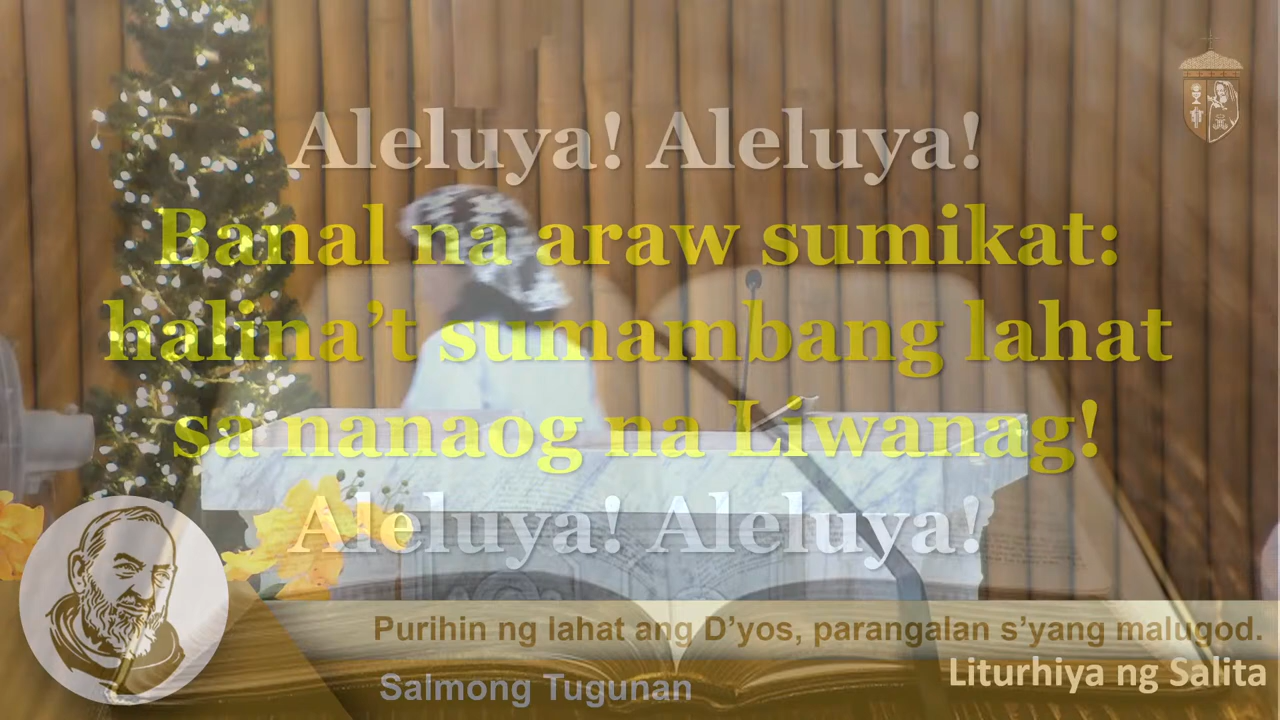 Aleluya! Aleluya!
Banal na araw sumikat:
halina’t sumambang lahat
sa nanaog na Liwanag!
Aleluya! Aleluya!
Purihin ng lahat ang D’yos, parangalan s’yang malugod.
Liturhiya ng Salita
Salmong Tugunan